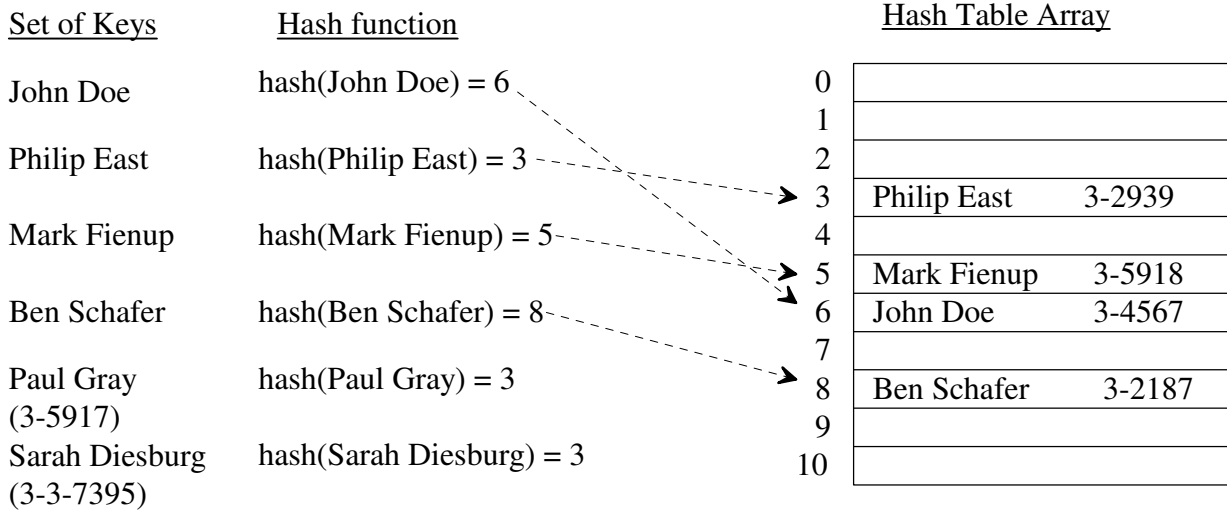 Set of Keys Hash function Hash Table Array
John Doe hash(John Doe) = 6 0
1
Philip East hash(Philip East) = 3 2
3 Philip East 3-2939
Mark Fienup hash(Mark Fienup) = 5 4
5 Mark Fienup 3-5918
Ben Schafer hash(Ben Schafer) = 8 6 John Doe 3-4567
7
Paul Gray hash(Paul Gray) = 3 8 Ben Schafer 3-2187
(3-5917) 9
Sarah Diesburg hash(Sarah Diesburg) = 3 10
(3-3-7395)